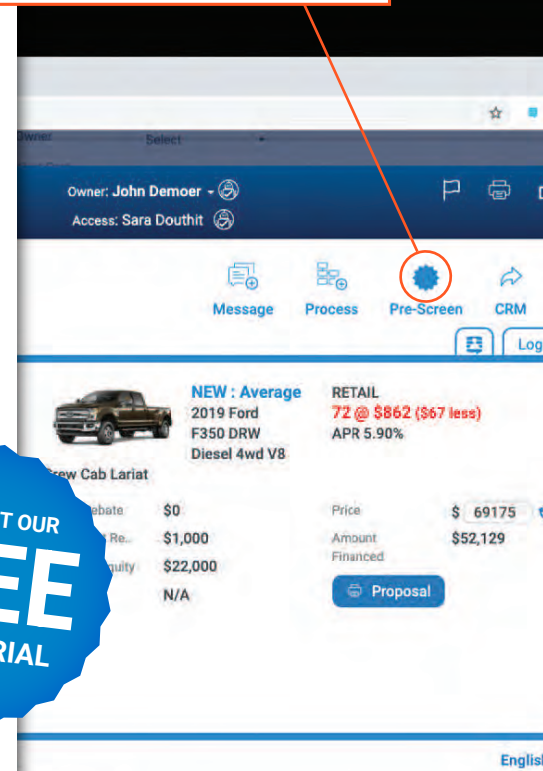 Owner
Select
Owner: John Demoer
Access: Sara Douthit
Message
Process
Pre-Screen
CRM
Log
NEW : Average
2019 Ford
F350 DRW
Diesel 4wd V8
Crew Cab Lariat
RETAIL
72 @ $862 ($67 less)
APR 5.90%
ebate $0
Re.. $1,000
quity $22,000
N/A
Price $ 69175
Amount
Financed
$52,129
Proposal
T OUR
EE
RIAL
English